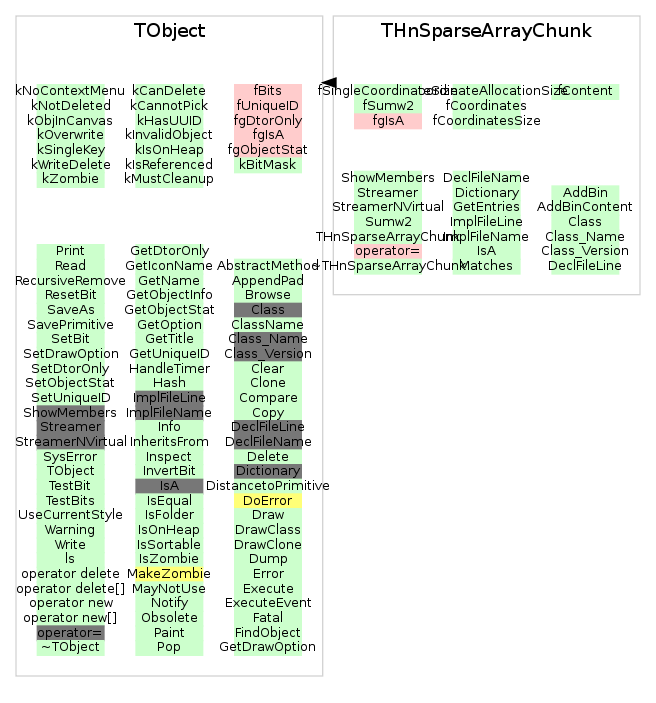 TObject
kNoContextMenu kCanDelete fBits
kNotDeleted kCannotPick fUniqueID
kObjInCanvas kHasUUID fgDtorOnly
kOverwrite kInvalidObject fgIsA
kSingleKey kIsOnHeap fgObjectStat
kWriteDelete kIsReferenced kBitMask
kZombie kMustCleanup
Print GetDtorOnly
Read GetIconName AbstractMethod
RecursiveRemove GetName AppendPad
ResetBit GetObjectInfo Browse
SaveAs GetObjectStat Class
SavePrimitive GetOption ClassName
SetBit GetTitle Class_Name
SetDrawOption GetUniqueID Class_Version
SetDtorOnly HandleTimer Clear
SetObjectStat Hash Clone
SetUniqueID ImplFileLine Compare
ShowMembers ImplFileName Copy
Streamer Info DeclFileLine
StreamerNVirtual InheritsFrom DeclFileName
SysError Inspect Delete
TObject InvertBit Dictionary
TestBit IsA DistancetoPrimitive
TestBits IsEqual DoError
UseCurrentStyle IsFolder Draw
Warning IsOnHeap DrawClass
Write IsSortable DrawClone
ls IsZombie Dump
operator delete MakeZombie Error
operator delete[] MayNotUse Execute
operator new Notify ExecuteEvent
operator new[] Obsolete Fatal
operator= Paint FindObject
~TObject Pop GetDrawOption
THnSparseArrayChunk
fContent
fSumw2 fCoordinates
fgIsA fCoordinatesSize
ShowMembers DeclFileName
Streamer Dictionary AddBin
StreamerNVirtual GetEntries AddBinContent
Sumw2 ImplFileLine Class
THnSparseArrayChunk ImplFileName Class_Name
operator= IsA Class_Version
~THnSparseArrayChunk Matches DeclFileLine